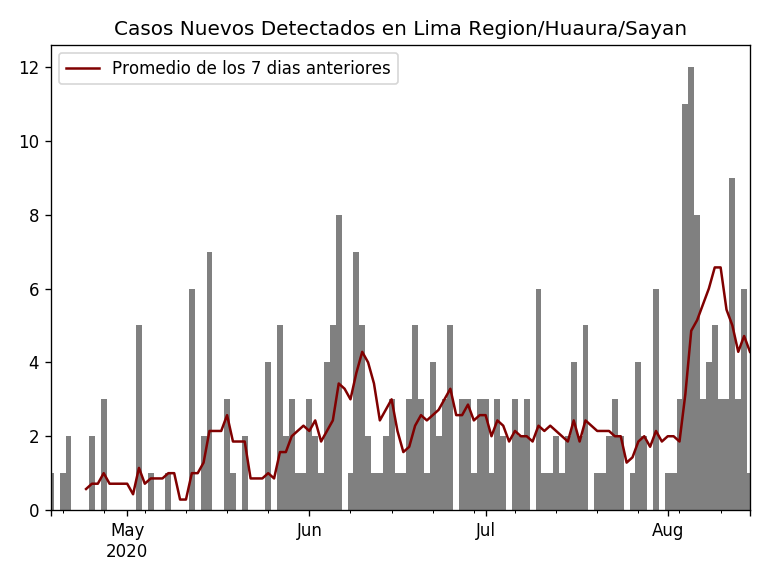 Casos Nuevos Detectados en Lima Region/Huaura/Sayan
Promedio de los 7 dias anteriores
12
10
8
6
4
2
0
May
2020
Jun
Jul
Aug